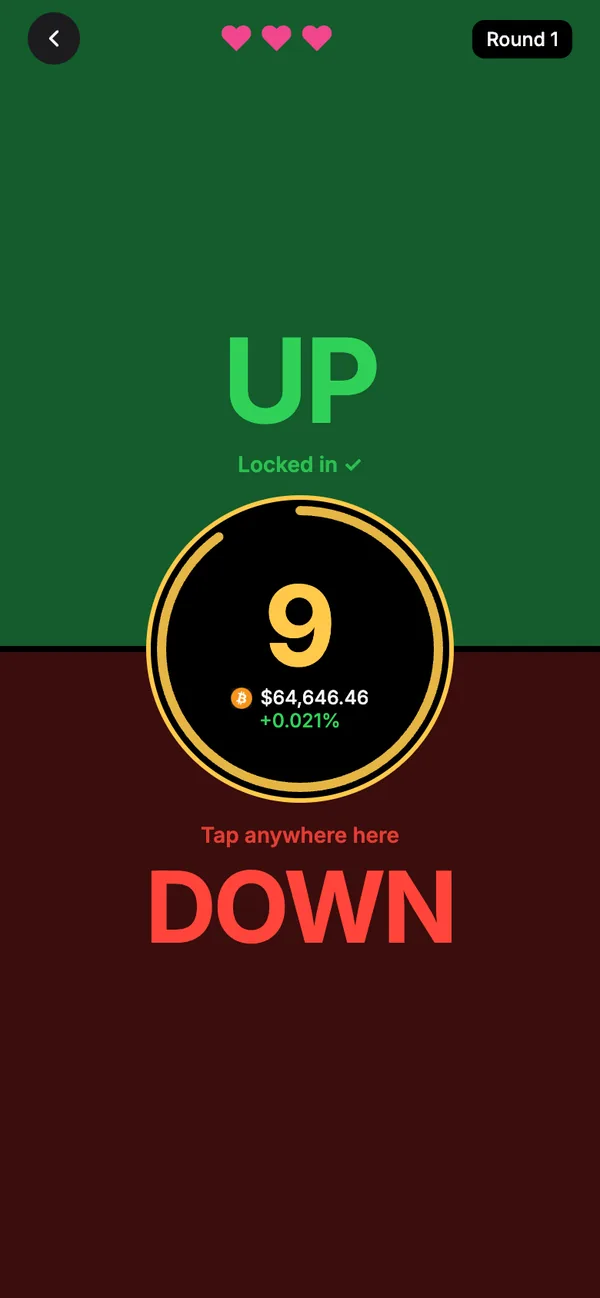 Round 1
UP
Locked in ✓
9
$64,646.46
+0.021%
Tap anywhere here
DOWN